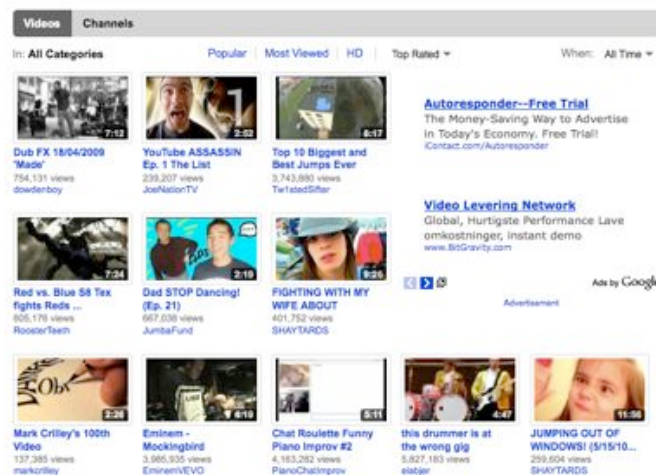 Videos Channels
In: All Categories Popular Most Viewed HD Top Rated When: All Time
7:12 2:52 8:17
Dub FX 18/04/2009 'Made'
754,131 views
dowdenboy
YouTube ASSASSIN Ep. 1 The List
239,207 views
JoeNationTV
Top 10 Biggest and Best Jumps Ever
3,743,880 views
Tw1stedSifter
Autoresponder--Free Trial
The Money-Saving Way to Advertise
in Today's Economy. Free Trial!
iContact.com/Autoresponder
Video Levering Network
Global, Hurtigste Performance Lave
omkostninger, instant demo
www.BitGravity.com
Ads by Google
Advertisement
7:24 2:19 9:26
Red vs. Blue S8 Tex fights Reds ...
805,178 views
RoosterTeeth
Dad STOP Dancing! (Ep. 21)
667,038 views
JumbaFund
FIGHTING WITH MY WIFE ABOUT
401,752 views
SHAYTARDS
2:26 6:19 5:11 4:47 11:56
Mark Crilley's 100th Video
137,385 views
markcrilley
Eminem - Mockingbird
3,985,935 views
EminemVEVO
Chat Roulette Funny Piano Improv #2
4,163,282 views
PianoChatImprov
this drummer is at the wrong gig
5,827,183 views
elabjer
JUMPING OUT OF WINDOWS! (5/15/10...
259,604 views
SHAYTARDS